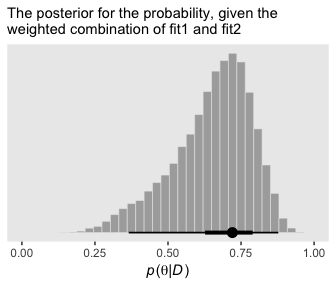 The posterior for the probability, given the
weighted combination of fit1 and fit2
0.00 0.25 0.50 0.75 1.00
p(θ|D)